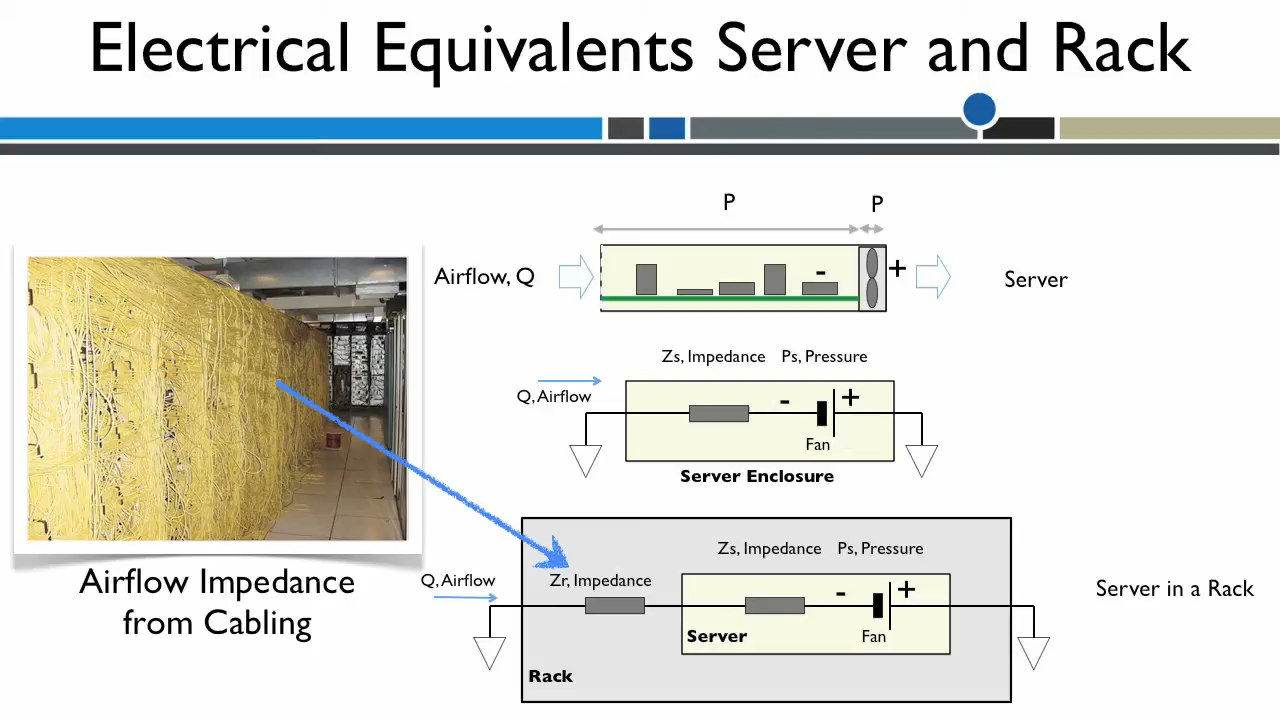 Electrical Equivalents Server and Rack
P
P
Airflow, Q
-
+
Server
Zs, Impedance
Ps, Pressure
Q, Airflow
-
+
Fan
Server Enclosure
Airflow Impedance
from Cabling
Zs, Impedance
Ps, Pressure
Q, Airflow
Zr, Impedance
-
+
Server
Fan
Rack
Server in a Rack